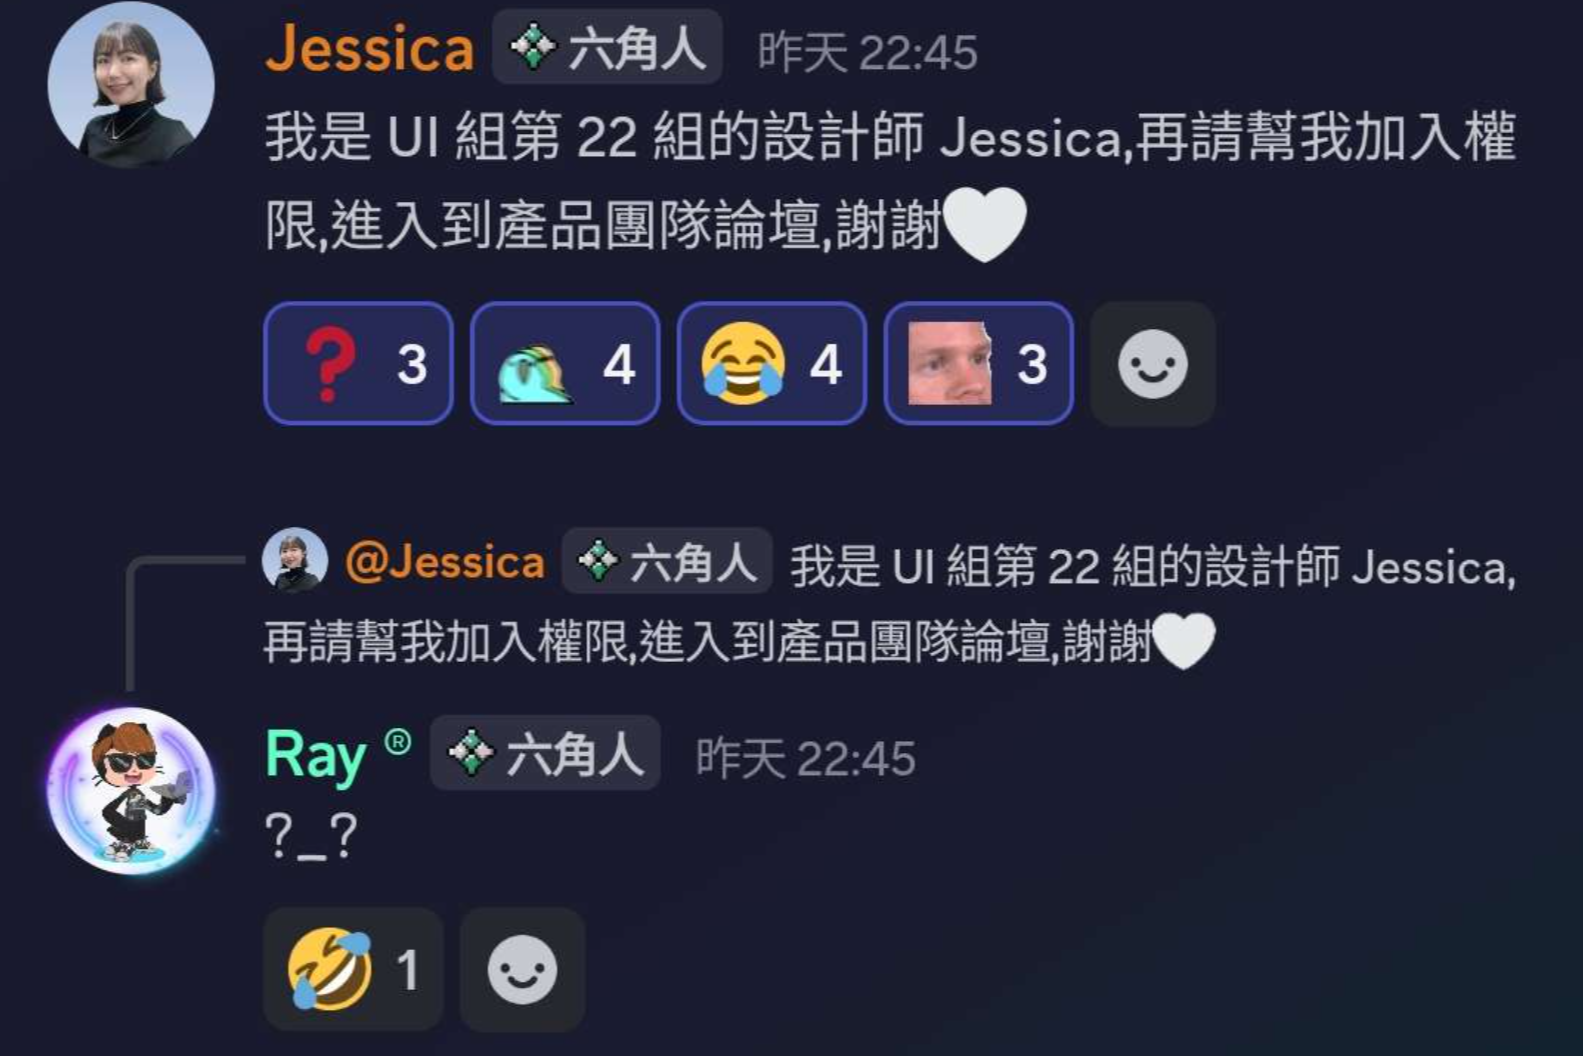 Jessica 六角人 昨天 22:45
我是 UI 組第 22 組的設計師 Jessica,再請幫我加入權
限,進入到產品團隊論壇,謝謝🤍
❓ 3 4 😂 4 3
@Jessica 六角人 我是 UI 組第 22 組的設計師 Jessica,
再請幫我加入權限,進入到產品團隊論壇,謝謝🤍
Ray ® 六角人 昨天 22:45
?_?
🤣 1